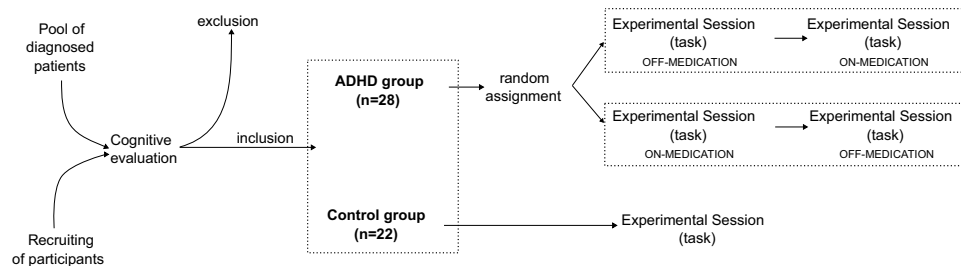 Pool of
diagnosed
patients
exclusion
Cognitive
evaluation
inclusion
Recruiting
of participants
ADHD group
(n=28)
Control group
(n=22)
random
assignment
Experimental Session
(task)
OFF-MEDICATION
Experimental Session
(task)
ON-MEDICATION
Experimental Session
(task)
ON-MEDICATION
Experimental Session
(task)
OFF-MEDICATION
Experimental Session
(task)